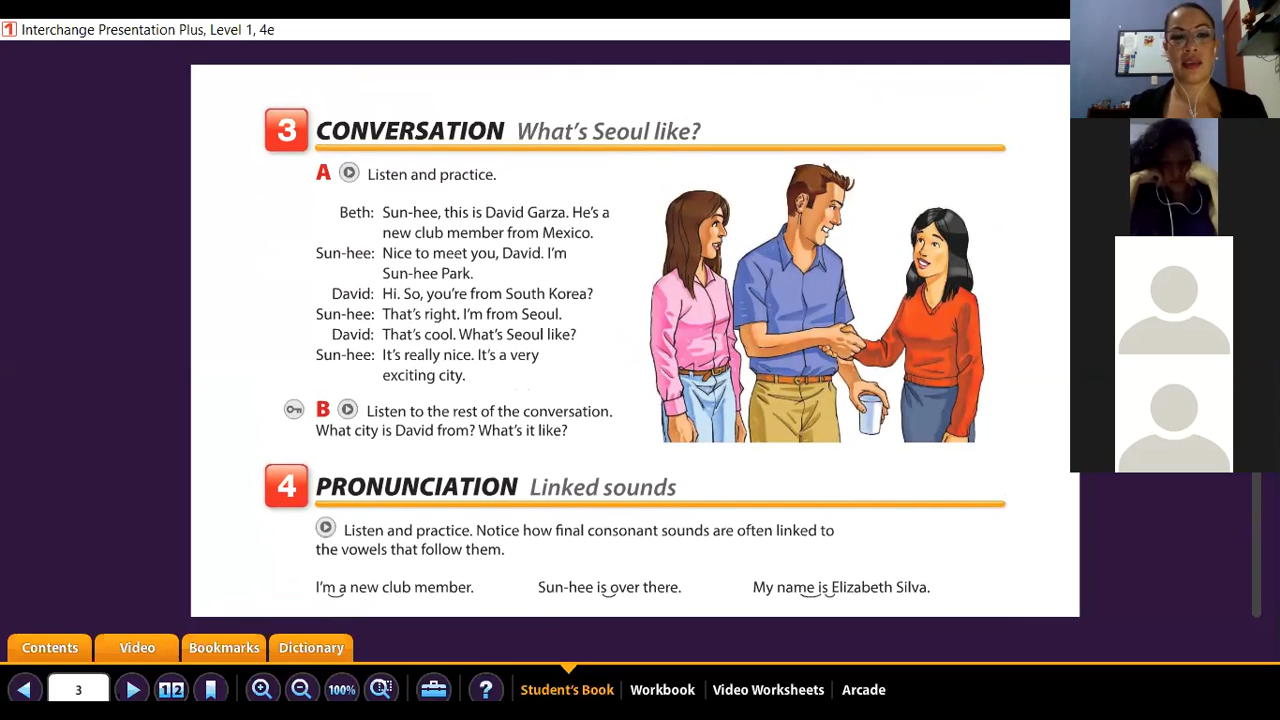 Interchange Presentation Plus, Level 1, 4e
3 CONVERSATION What's Seoul like?
A Listen and practice.
Beth: Sun-hee, this is David Garza. He's a
new club member from Mexico.
Sun-hee: Nice to meet you, David. I'm
Sun-hee Park.
David: Hi. So, you're from South Korea?
Sun-hee: That's right. I'm from Seoul.
David: That's cool. What's Seoul like?
Sun-hee: It's really nice. It's a very
exciting city.
B Listen to the rest of the conversation.
What city is David from? What's it like?
4 PRONUNCIATION Linked sounds
Listen and practice. Notice how final consonant sounds are often linked to
the vowels that follow them.
I'm a new club member. Sun-hee is over there. My name is Elizabeth Silva.
Contents Video Bookmarks Dictionary
3 1 2 100% ? Student's Book Workbook Video Worksheets Arcade